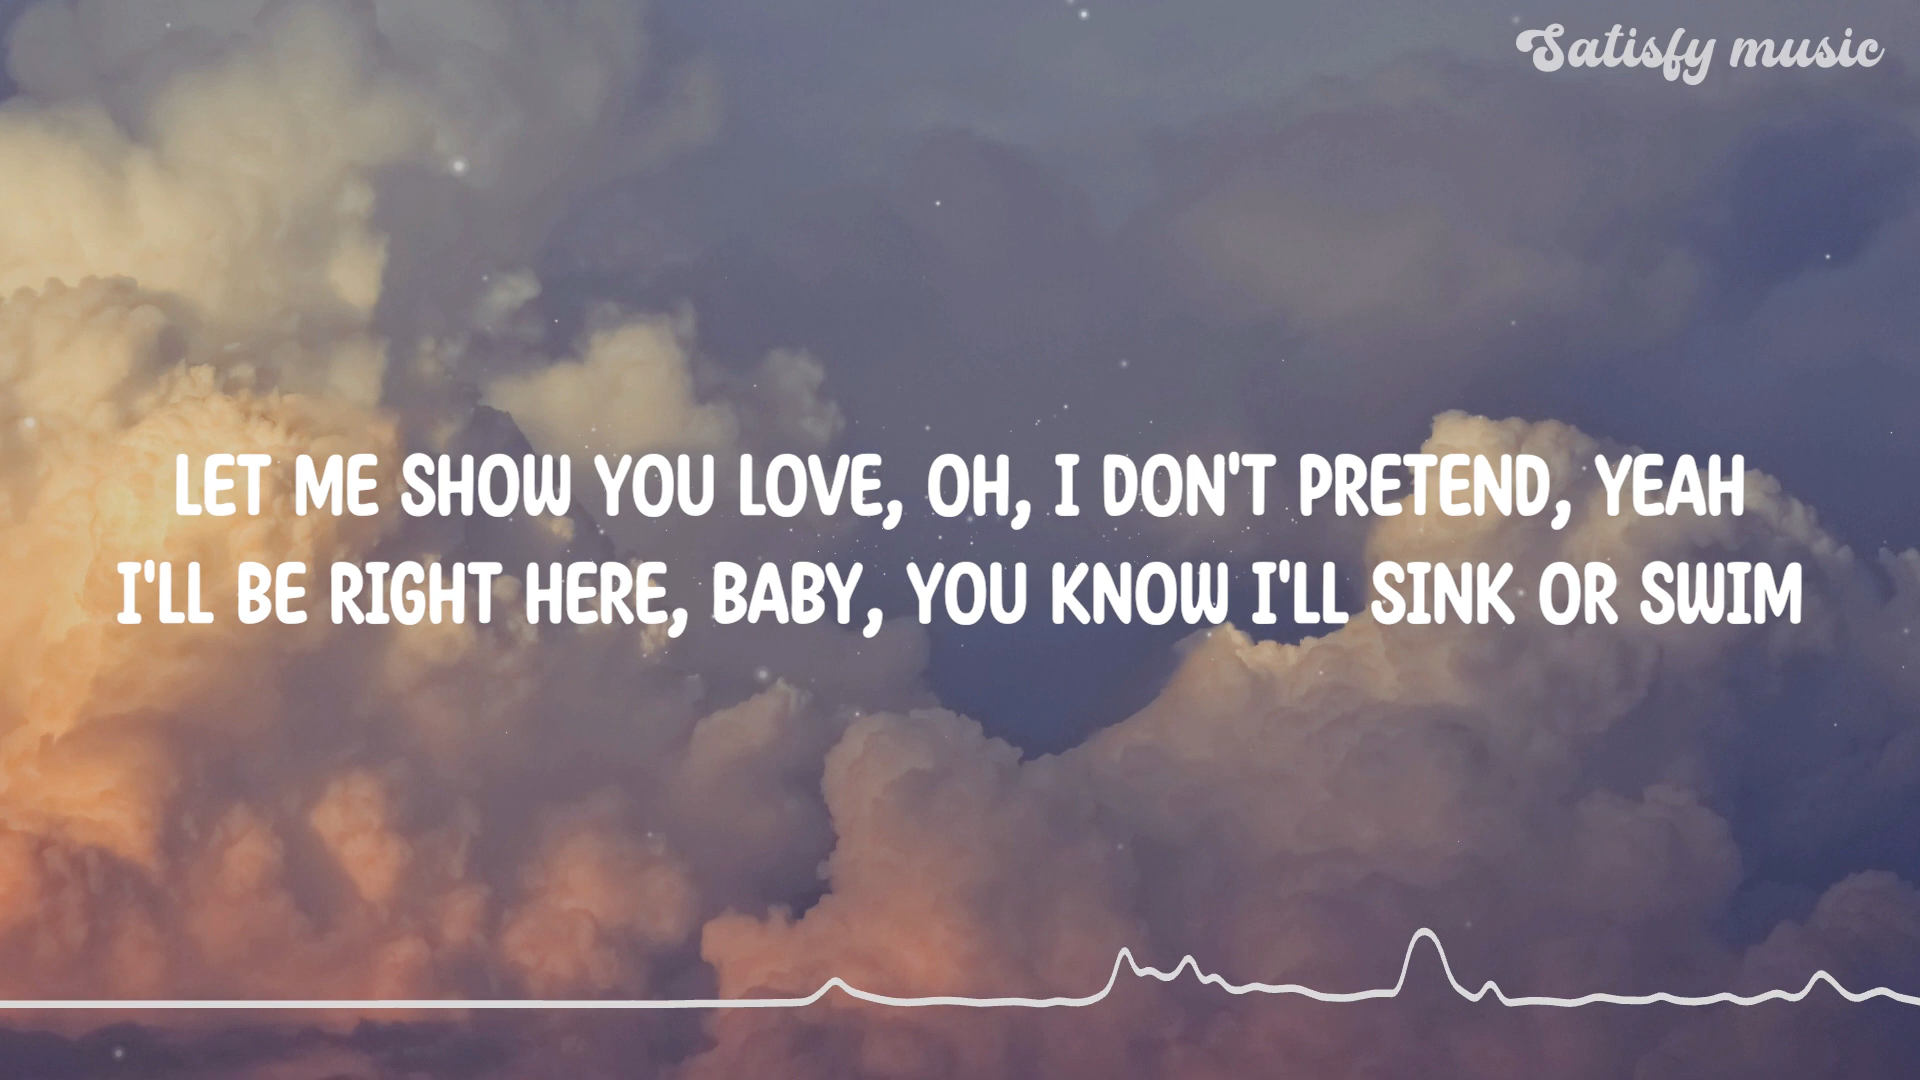 Satisfy music
LET ME SHOW YOU LOVE, OH, I DON'T PRETEND, YEAH
I'LL BE RIGHT HERE, BABY, YOU KNOW I'LL SINK OR SWIM